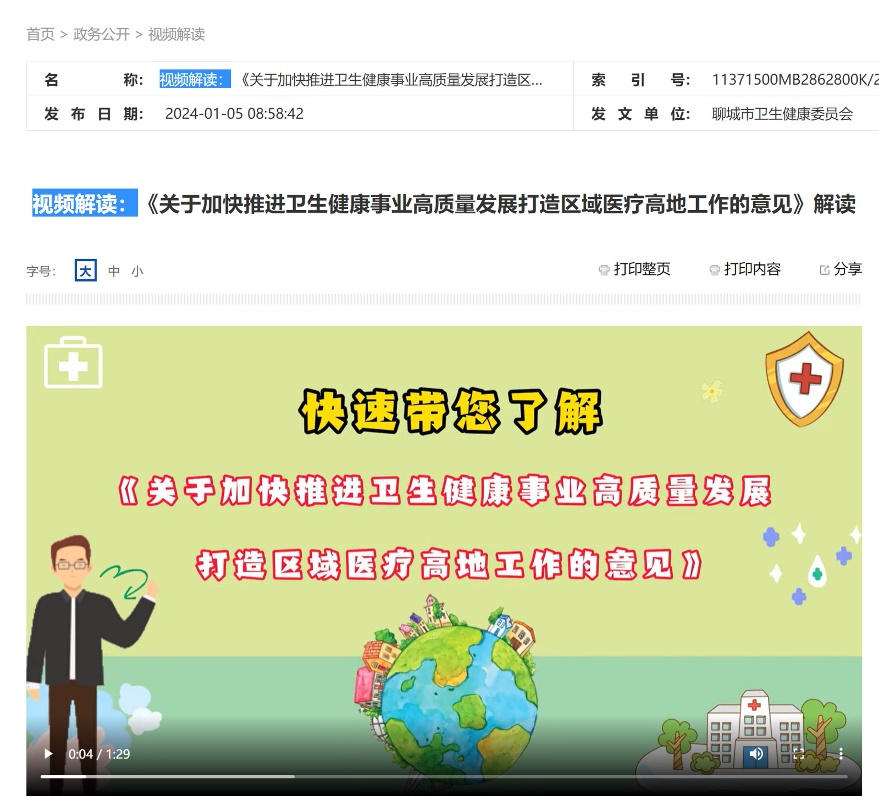 首页 > 政务公开 > 视频解读
名 称: 视频解读：《关于加快推进卫生健康事业高质量发展打造区...
索 引 号: 11371500MB2862800K/2
发 布 日 期: 2024-01-05 08:58:42
发 文 单 位: 聊城市卫生健康委员会
视频解读：《关于加快推进卫生健康事业高质量发展打造区域医疗高地工作的意见》解读
字号： 大 中 小
打印整页 打印内容 分享
快速带您了解
《关于加快推进卫生健康事业高质量发展
打造区域医疗高地工作的意见》
0:04 / 1:29